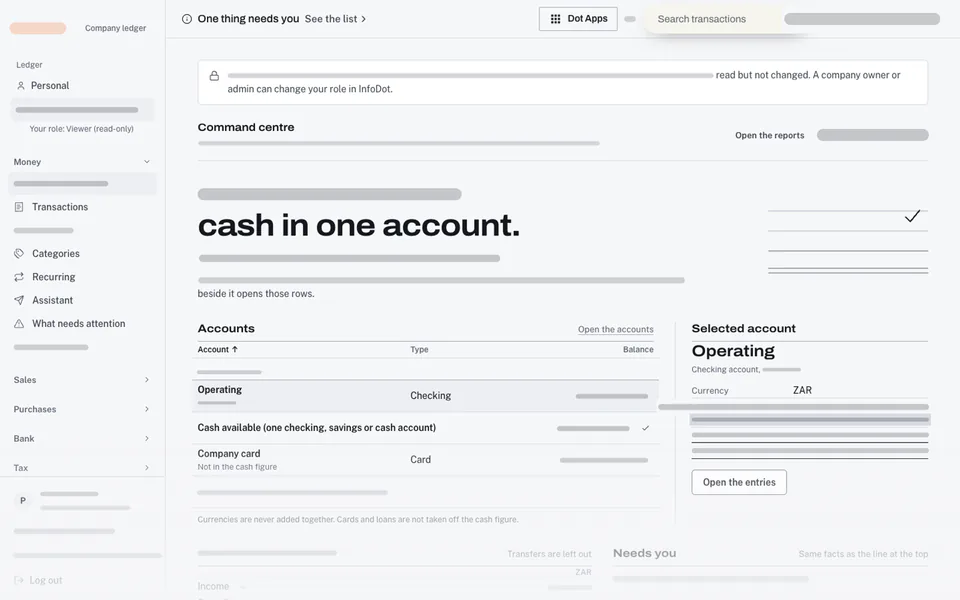 Company ledger
One thing needs you See the list
Dot Apps
Search transactions
Ledger
Personal
Your role: Viewer (read-only)
Money
Transactions
Categories
Recurring
Assistant
What needs attention
Sales
Purchases
Bank
Tax
P
Log out
read but not changed. A company owner or
admin can change your role in InfoDot.
Command centre
Open the reports
cash in one account.
beside it opens those rows.
Accounts
Open the accounts
Account Type Balance
Operating
Checking
Cash available (one checking, savings or cash account)
Company card
Not in the cash figure
Card
Currencies are never added together. Cards and loans are not taken off the cash figure.
Selected account
Operating
Checking account,
Currency ZAR
Open the entries
Transfers are left out
ZAR
Income
Needs you
Same facts as the line at the top